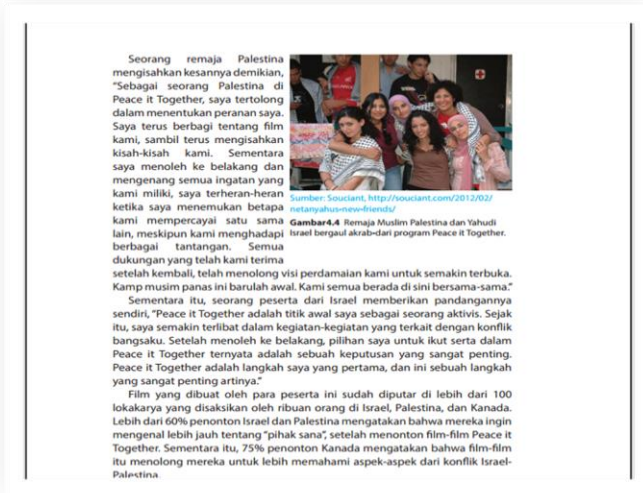 Seorang remaja Palestina
mengisahkan kesannya demikian,
"Sebagai seorang Palestina di
Peace it Together, saya tertolong
dalam menentukan peranan saya.
Saya terus berbagi tentang film
kami, sambil terus mengisahkan
kisah-kisah kami. Sementara
saya menoleh ke belakang dan
mengenang semua ingatan yang
kami miliki, saya terheran-heran
ketika saya menemukan betapa
kami mempercayai satu sama
lain, meskipun kami menghadapi
berbagai tantangan. Semua
dukungan yang telah kami terima
Sumber: Souciant, http://souciant.com/2012/02/
netanyahus-new-friends/
Gambar4.4 Remaja Muslim Palestina dan Yahudi
Israel bergaul akrab-dari program Peace It Together.
setelah kembali, telah menolong visi perdamaian kami untuk semakin terbuka.
Kamp musim panas ini barulah awal. Kami semua berada di sini bersama-sama."
Sementara itu, seorang peserta dari Israel memberikan pandangannya
sendiri, "Peace it Together adalah titik awal saya sebagai seorang aktivis. Sejak
itu, saya semakin terlibat dalam kegiatan-kegiatan yang terkait dengan konflik
bangsaku. Setelah menoleh ke belakang, pilihan saya untuk ikut serta dalam
Peace it Together ternyata adalah sebuah keputusan yang sangat penting.
Peace it Together adalah langkah saya yang pertama, dan ini sebuah langkah
yang sangat penting artinya."
Film yang dibuat oleh para peserta ini sudah diputar di lebih dari 100
lokakarya yang disaksikan oleh ribuan orang di Israel, Palestina, dan Kanada.
Lebih dari 60% penonton Israel dan Palestina mengatakan bahwa mereka ingin
mengenal lebih jauh tentang "pihak sana", setelah menonton film-film Peace it
Together. Sementara itu, 75% penonton Kanada mengatakan bahwa film-film
itu menolong mereka untuk lebih memahami aspek-aspek dari konflik Israel-
Palestina.